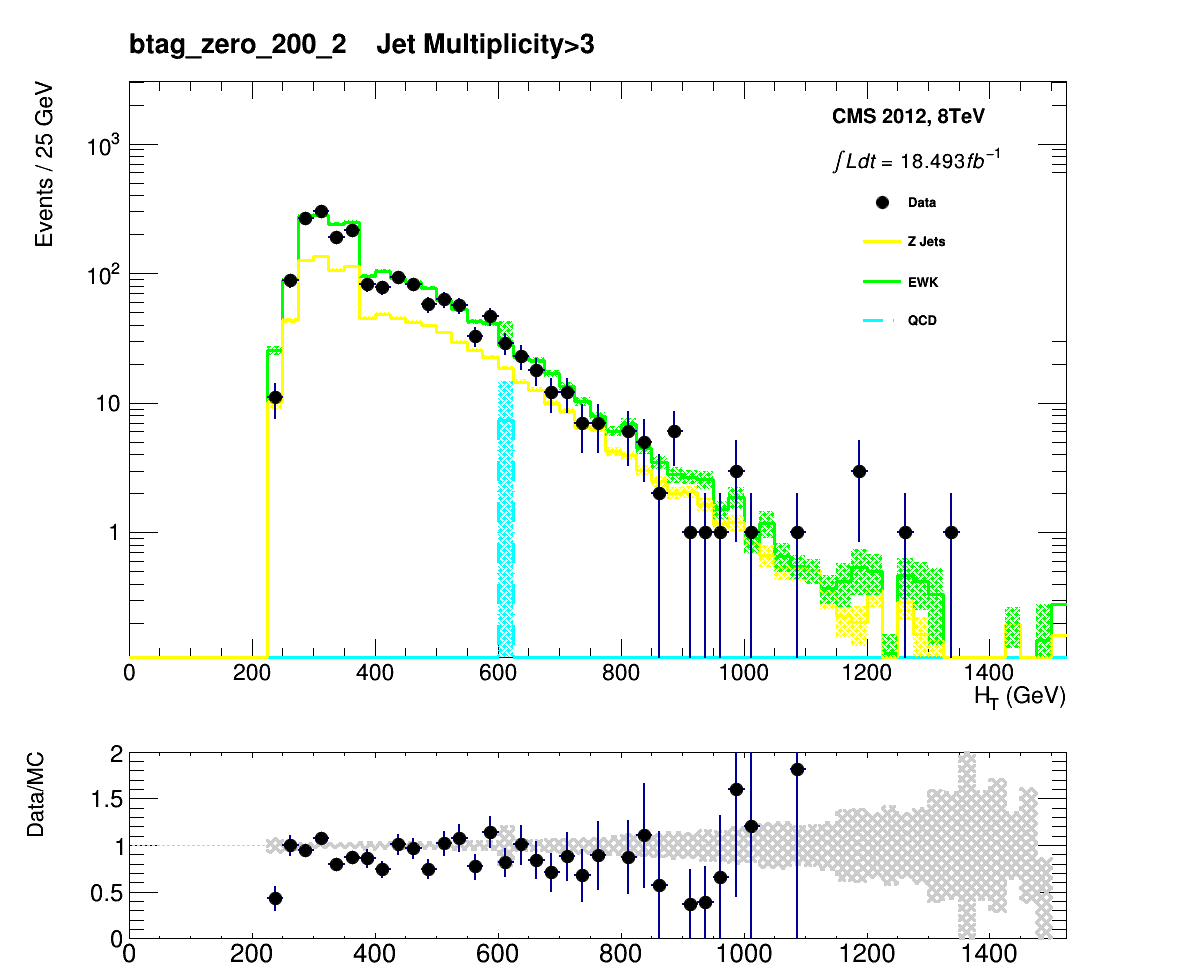 btag_zero_200_2 Jet Multiplicity>3
Events / 25 GeV
CMS 2012, 8TeV
∫Ldt = 18.493fb⁻¹
Data
Z Jets
EWK
QCD
10³
10²
10
1
0 200 400 600 800 1000 1200 1400
H_T (GeV)
Data/MC
2
1.5
1
0.5
0
0 200 400 600 800 1000 1200 1400